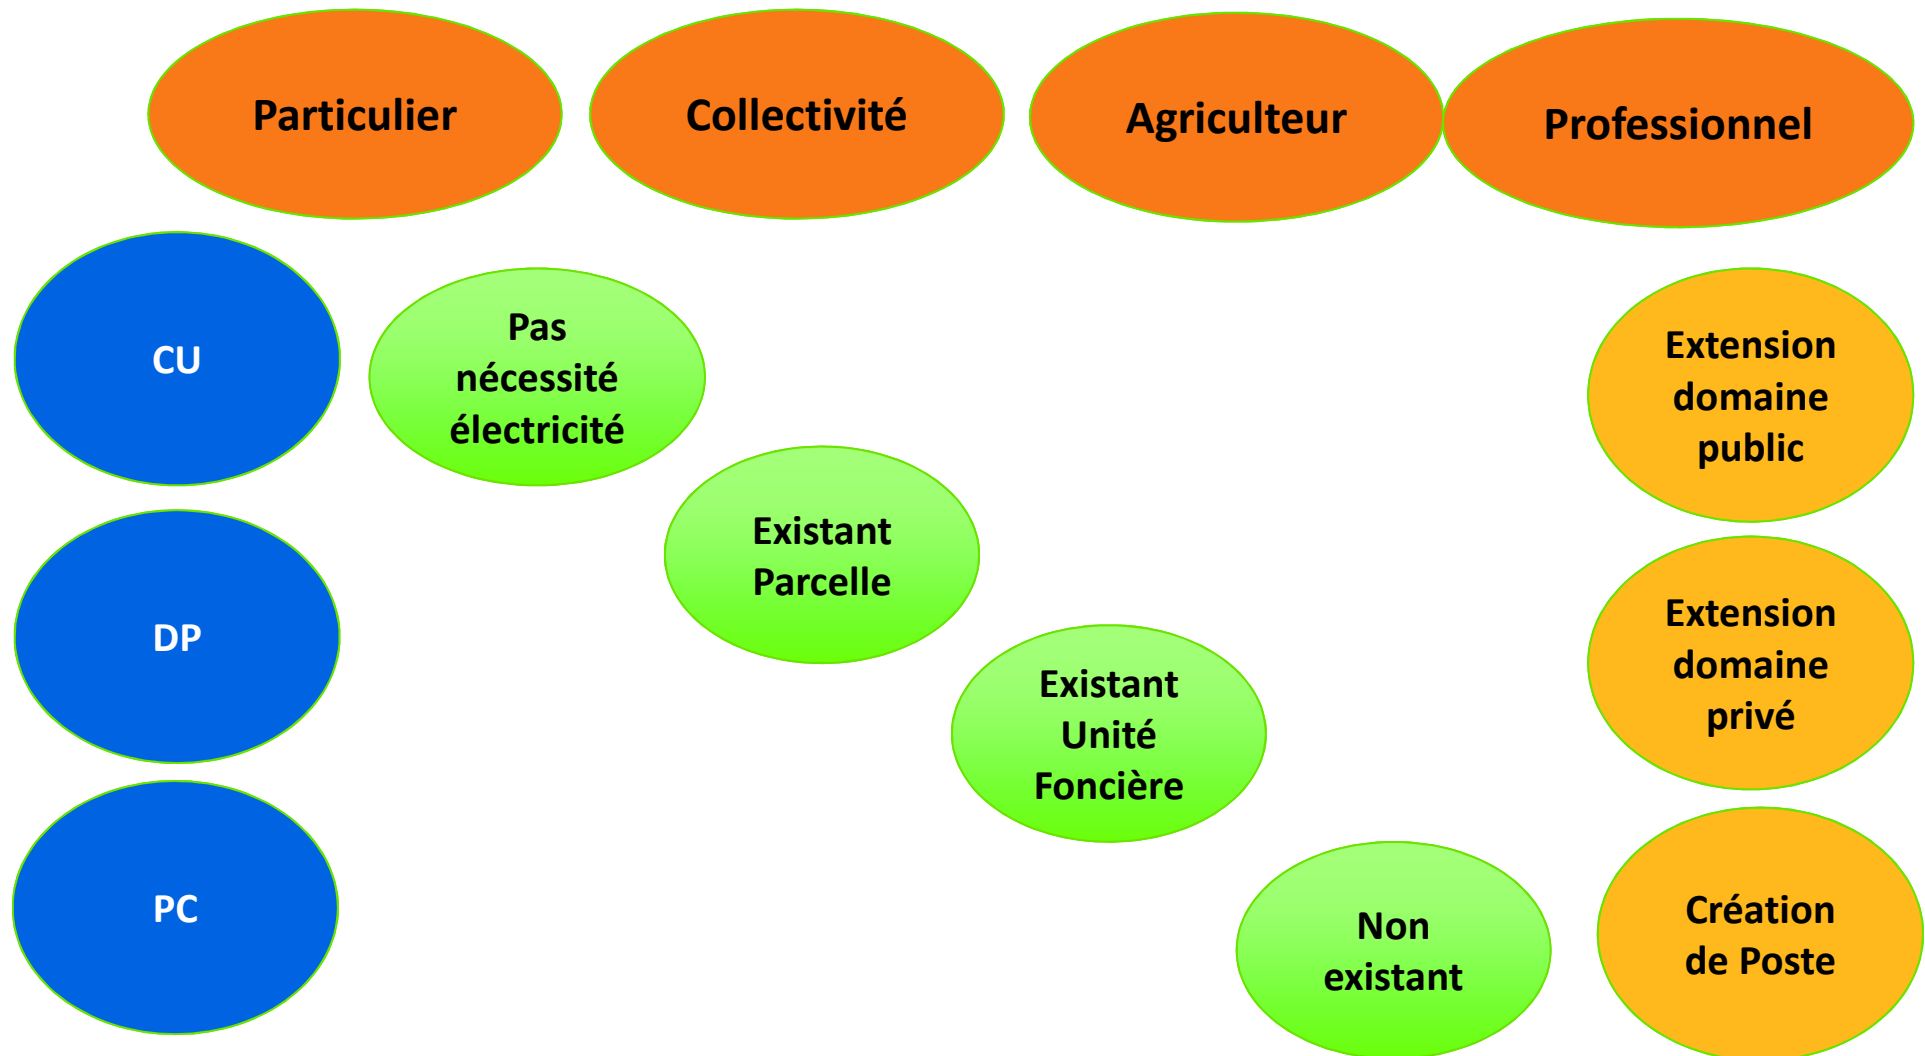 Particulier
Collectivité
Agriculteur
Professionnel
CU
Pas
nécessité
électricité
Extension
domaine
public
Existant
Parcelle
DP
Extension
domaine
privé
Existant
Unité
Foncière
PC
Non
existant
Création
de Poste